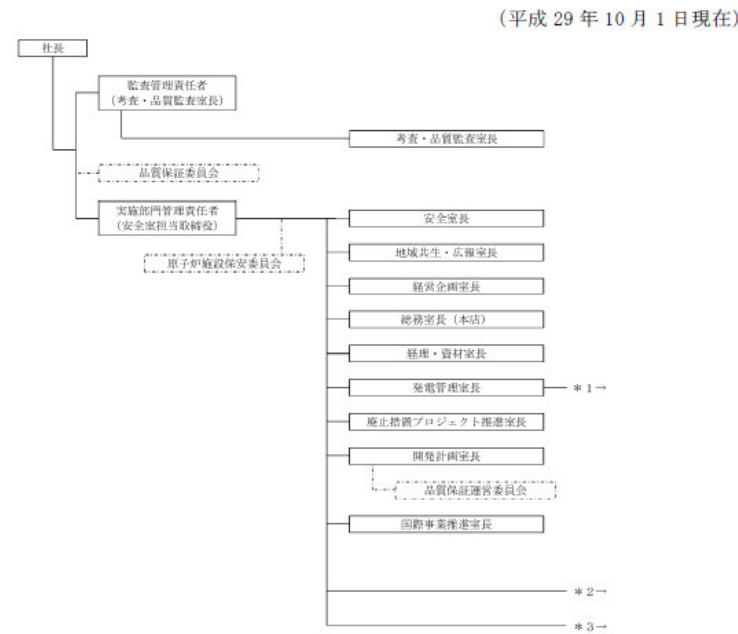 (平成 29 年 10 月 1 日現在)
社長
監査管理責任者
(考査・品質監査室長)
考査・品質監査室長
品質保証委員会
実施部門管理責任者
(安全室担当取締役)
安全室長
原子炉施設保安委員会
地域共生・広報室長
経営企画室長
総務室長(本店)
経理・資材室長
発電管理室長
*1→
廃止措置プロジェクト推進室長
開発計画室長
品質保証運営委員会
国際事業推進室長
*2→
*3→